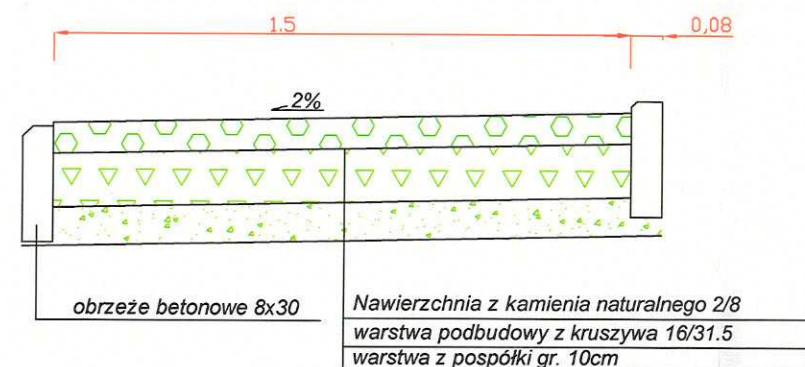 1.5
0,08
2%
obrzeże betonowe 8x30
Nawierzchnia z kamienia naturalnego 2/8
warstwa podbudowy z kruszywa 16/31.5
warstwa z pospółki gr. 10cm